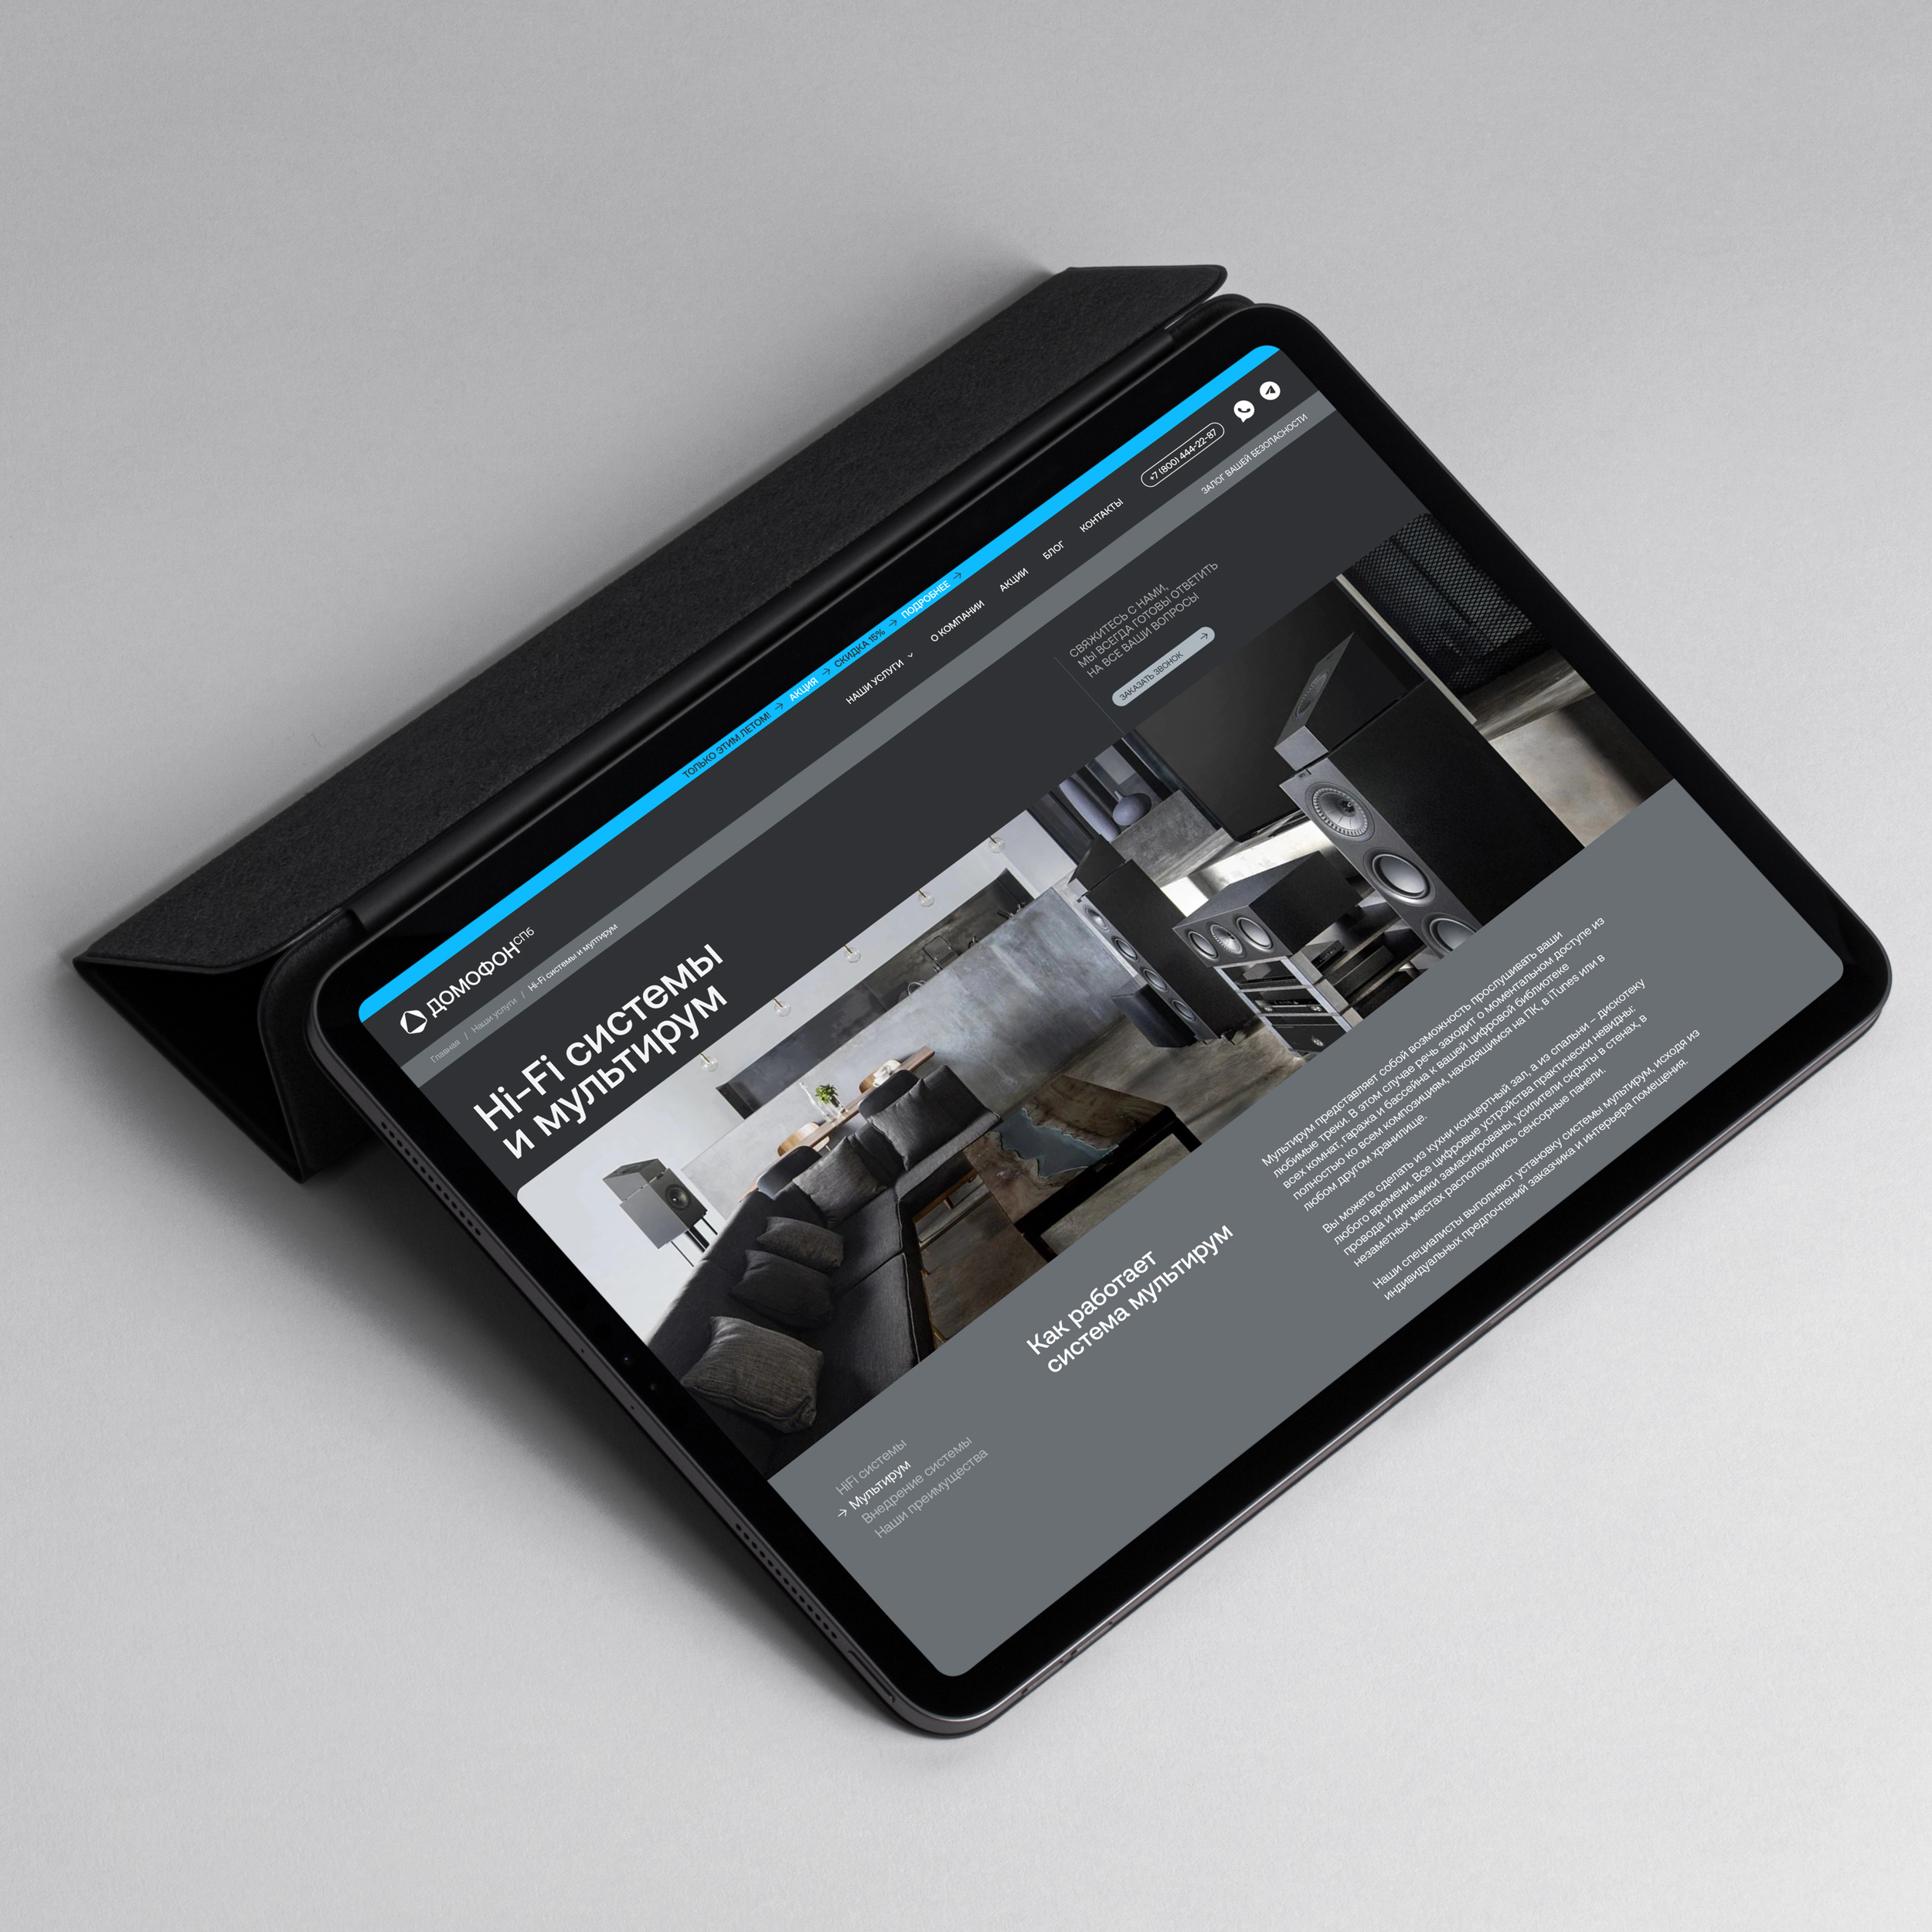 ТОЛЬКО ЭТИМ ЛЕТОМ! → АКЦИЯ → СКИДКА 15% → ПОДРОБНЕЕ →
ДОМОФОНСПб
НАШИ УСЛУГИ
О КОМПАНИИ
АКЦИИ
БЛОГ
КОНТАКТЫ
+7 (800) 444-22-87
Главная / Наши услуги / Hi-Fi системы и мултирум
ЗАЛОГ ВАШЕЙ БЕЗОПАСНОСТИ
Hi-Fi системы
и мультирум
СВЯЖИТЕСЬ С НАМИ,
МЫ ВСЕГДА ГОТОВЫ ОТВЕТИТЬ
НА ВСЕ ВАШИ ВОПРОСЫ
ЗАКАЗАТЬ ЗВОНОК →
HiFi системы
→ Мультирум
Внедрение системы
Наши преимущества
Как работает
система мультирум
Мультирум представляет собой возможность прослушивать ваши
любимые треки. В этом случае речь заходит о моментальном доступе из
всех комнат, гаража и бассейна к вашей цифровой библиотеке
полностью ко всем композициям, находящимся на ПК, в iTunes или в
любом другом хранилище.
Вы можете сделать из кухни концертный зал, а из спальни – дискотеку
любого времени. Все цифровые устройства практически невидны:
провода и динамики замаскированы, усилители скрыты в стенах, в
незаметных местах расположились сенсорные панели.
Наши специалисты выполняют установку системы мультирум, исходя из
индивидуальных предпочтений заказчика и интерьера помещения.